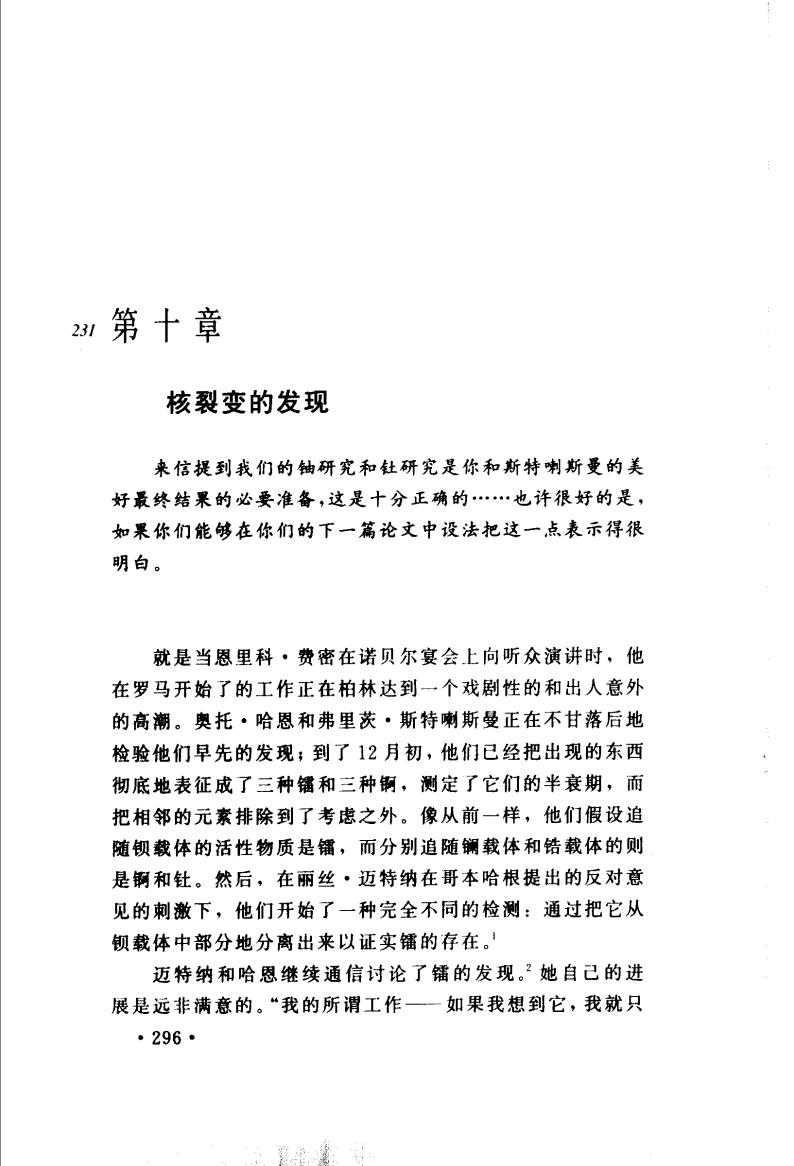 231 第十章
核裂变的发现
来信提到我们的铀研究和钍研究是你和斯特喇斯曼的美
好最终结果的必要准备,这是十分正确的……也许很好的是,
如果你们能够在你们的下一篇论文中设法把这一点表示得很
明白。
就是当恩里科·费密在诺贝尔宴会上向听众演讲时，他
在罗马开始了的工作正在柏林达到一个戏剧性的和出人意外
的高潮。奥托·哈恩和弗里茨·斯特喇斯曼正在不甘落后地
检验他们早先的发现；到了12月初，他们已经把出现的东西
彻底地表征成了三种镭和三种锕，测定了它们的半衰期，而
把相邻的元素排除到了考虑之外。像从前一样，他们假设追
随钡载体的活性物质是镭，而分别追随镧载体和锆载体的则
是锕和钍。然后，在丽丝·迈特纳在哥本哈根提出的反对意
见的刺激下，他们开始了一种完全不同的检测：通过把它从
钡载体中部分地分离出来以证实镭的存在。¹
迈特纳和哈恩继续通信讨论了镭的发现。² 她自己的进
展是远非满意的。“我的所谓工作——如果我想到它，我就只
·296·